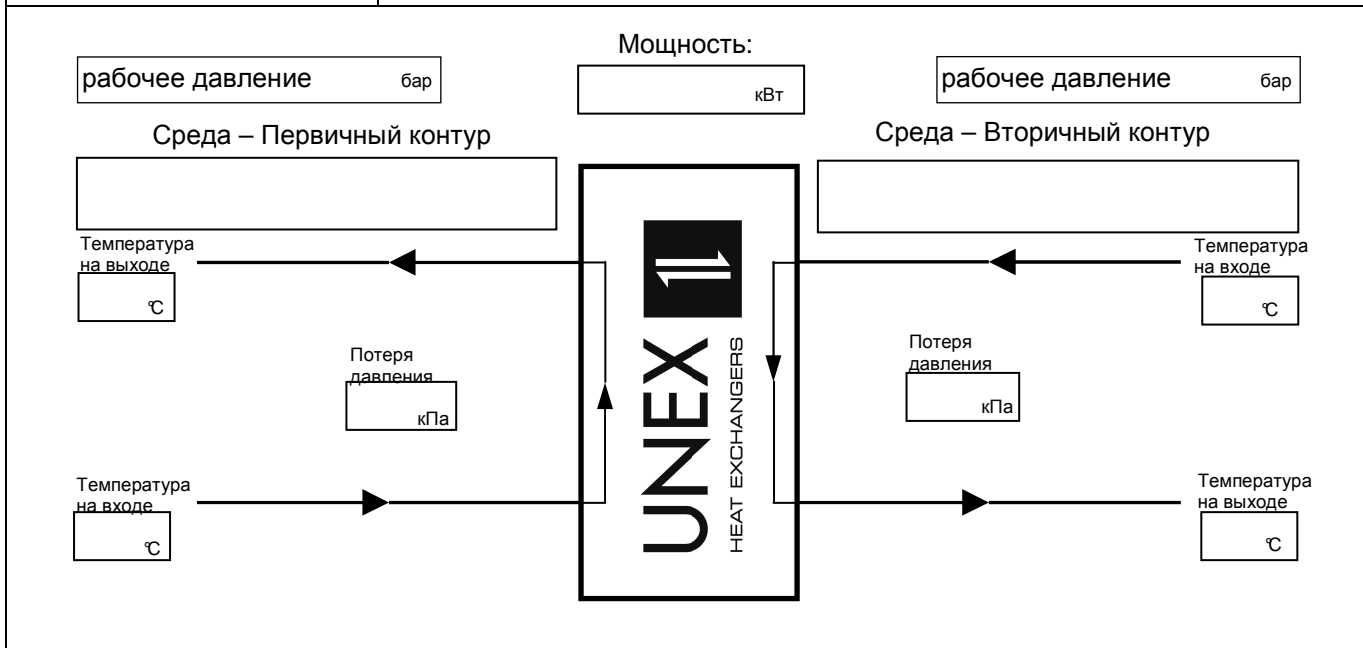 Мощность:
рабочее давление бар
кВт
рабочее давление бар
Среда – Первичный контур
Среда – Вторичный контур
Температура
на выходе
°C
Температура
на входе
°C
Потеря
давления
кПа
UNEX
HEAT EXCHANGERS
Потеря
давления
кПа
Температура
на входе
°C
Температура
на выходе
°C